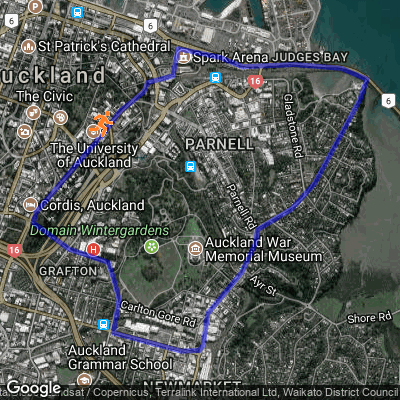 6
P
St Patrick's Cathedral
Spark Arena
JUDGES BAY
Auckland
16
The Civic
6
Gladstone Rd
The University
of Auckland
PARNELL
Parnell Rd
Cordis, Auckland
Domain Wintergardens
16
H
Auckland War
Memorial Museum
GRAFTON
Ayr St
Carlton Gore Rd
Shore Rd
Auckland
Grammar School
NEWMARKET
Google
/ Copernicus, Terralink International Ltd, Waikato District Council